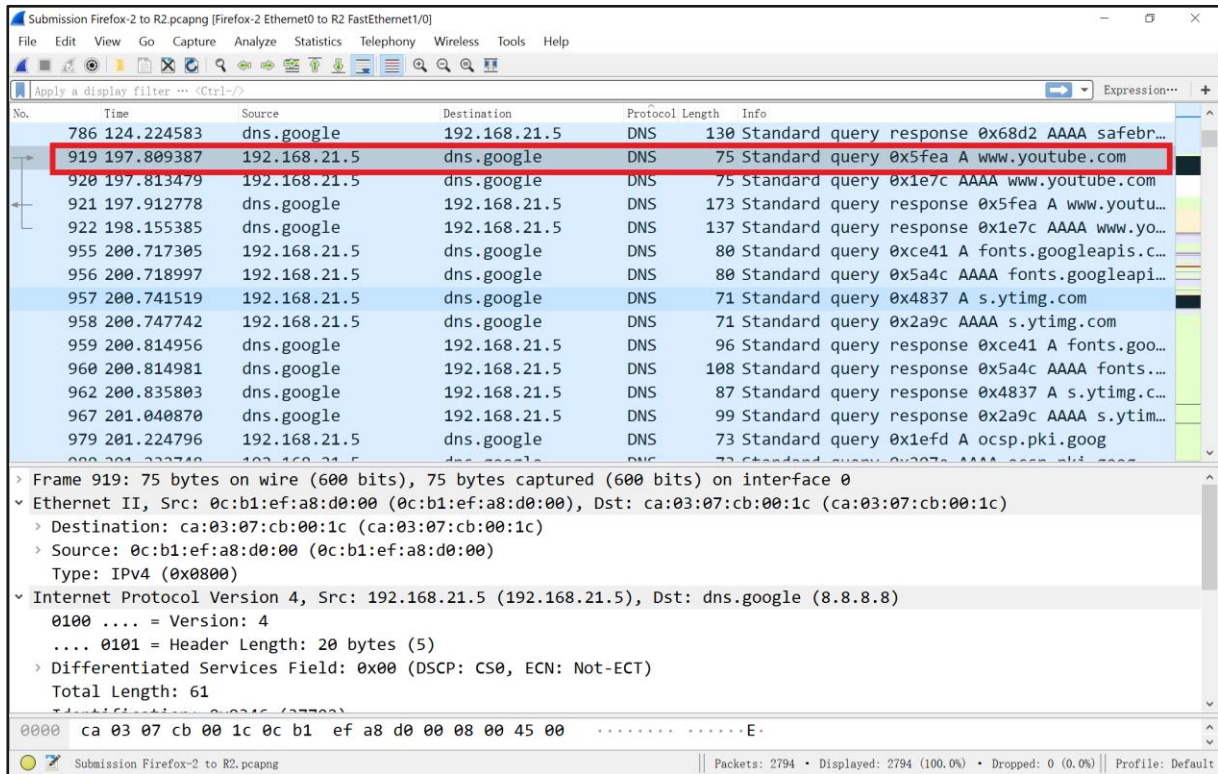 Submission Firefox-2 to R2.pcapng [Firefox-2 Ethernet0 to R2 FastEthernet1/0]
File Edit View Go Capture Analyze Statistics Telephony Wireless Tools Help
Apply a display filter … <Ctrl-/> Expression… +
No. Time Source Destination Protocol Length Info
786 124.224583 dns.google 192.168.21.5 DNS 130 Standard query response 0x68d2 AAAA safebr…
919 197.809387 192.168.21.5 dns.google DNS 75 Standard query 0x5fea A www.youtube.com
920 197.813479 192.168.21.5 dns.google DNS 75 Standard query 0x1e7c AAAA www.youtube.com
921 197.912778 dns.google 192.168.21.5 DNS 173 Standard query response 0x5fea A www.youtu…
922 198.155385 dns.google 192.168.21.5 DNS 137 Standard query response 0x1e7c AAAA www.yo…
955 200.717305 192.168.21.5 dns.google DNS 80 Standard query 0xce41 A fonts.googleapis.c…
956 200.718997 192.168.21.5 dns.google DNS 80 Standard query 0x5a4c AAAA fonts.googleapi…
957 200.741519 192.168.21.5 dns.google DNS 71 Standard query 0x4837 A s.ytimg.com
958 200.747742 192.168.21.5 dns.google DNS 71 Standard query 0x2a9c AAAA s.ytimg.com
959 200.814956 dns.google 192.168.21.5 DNS 96 Standard query response 0xce41 A fonts.goo…
960 200.814981 dns.google 192.168.21.5 DNS 108 Standard query response 0x5a4c AAAA fonts.…
962 200.835803 dns.google 192.168.21.5 DNS 87 Standard query response 0x4837 A s.ytimg.c…
967 201.040870 dns.google 192.168.21.5 DNS 99 Standard query response 0x2a9c AAAA s.ytim…
979 201.224796 192.168.21.5 dns.google DNS 73 Standard query 0x1efd A ocsp.pki.goog
Frame 919: 75 bytes on wire (600 bits), 75 bytes captured (600 bits) on interface 0
Ethernet II, Src: 0c:b1:ef:a8:d0:00 (0c:b1:ef:a8:d0:00), Dst: ca:03:07:cb:00:1c (ca:03:07:cb:00:1c)
Destination: ca:03:07:cb:00:1c (ca:03:07:cb:00:1c)
Source: 0c:b1:ef:a8:d0:00 (0c:b1:ef:a8:d0:00)
Type: IPv4 (0x0800)
Internet Protocol Version 4, Src: 192.168.21.5 (192.168.21.5), Dst: dns.google (8.8.8.8)
0100 .... = Version: 4
.... 0101 = Header Length: 20 bytes (5)
Differentiated Services Field: 0x00 (DSCP: CS0, ECN: Not-ECT)
Total Length: 61
0000 ca 03 07 cb 00 1c 0c b1 ef a8 d0 00 08 00 45 00 ········ ······E·
Submission Firefox-2 to R2.pcapng Packets: 2794 • Displayed: 2794 (100.0%) • Dropped: 0 (0.0%) Profile: Default